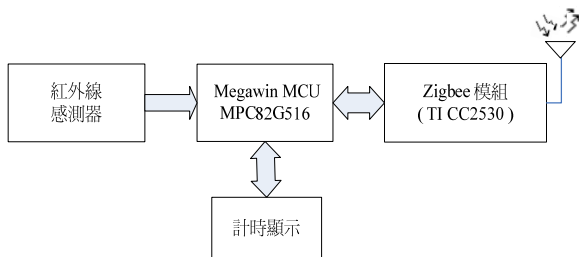 紅外線
感測器
Megawin MCU
MPC82G516
Zigbee 模組
( TI CC2530 )
計時顯示